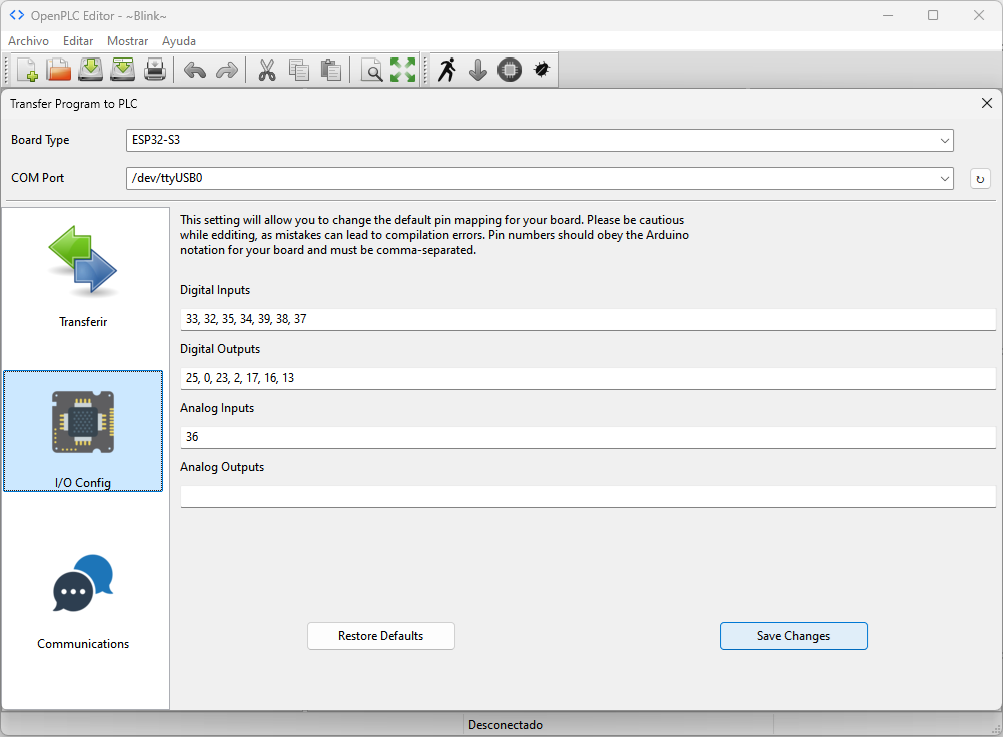 OpenPLC Editor - ~Blink~
Archivo Editar Mostrar Ayuda
Transfer Program to PLC
Board Type
ESP32-S3
COM Port
/dev/ttyUSB0
This setting will allow you to change the default pin mapping for your board. Please be cautious
while edditing, as mistakes can lead to compilation errors. Pin numbers should obey the Arduino
notation for your board and must be comma-separated.
Transferir
Digital Inputs
33, 32, 35, 34, 39, 38, 37
Digital Outputs
25, 0, 23, 2, 17, 16, 13
Analog Inputs
36
Analog Outputs
I/O Config
Communications
Restore Defaults
Save Changes
Desconectado